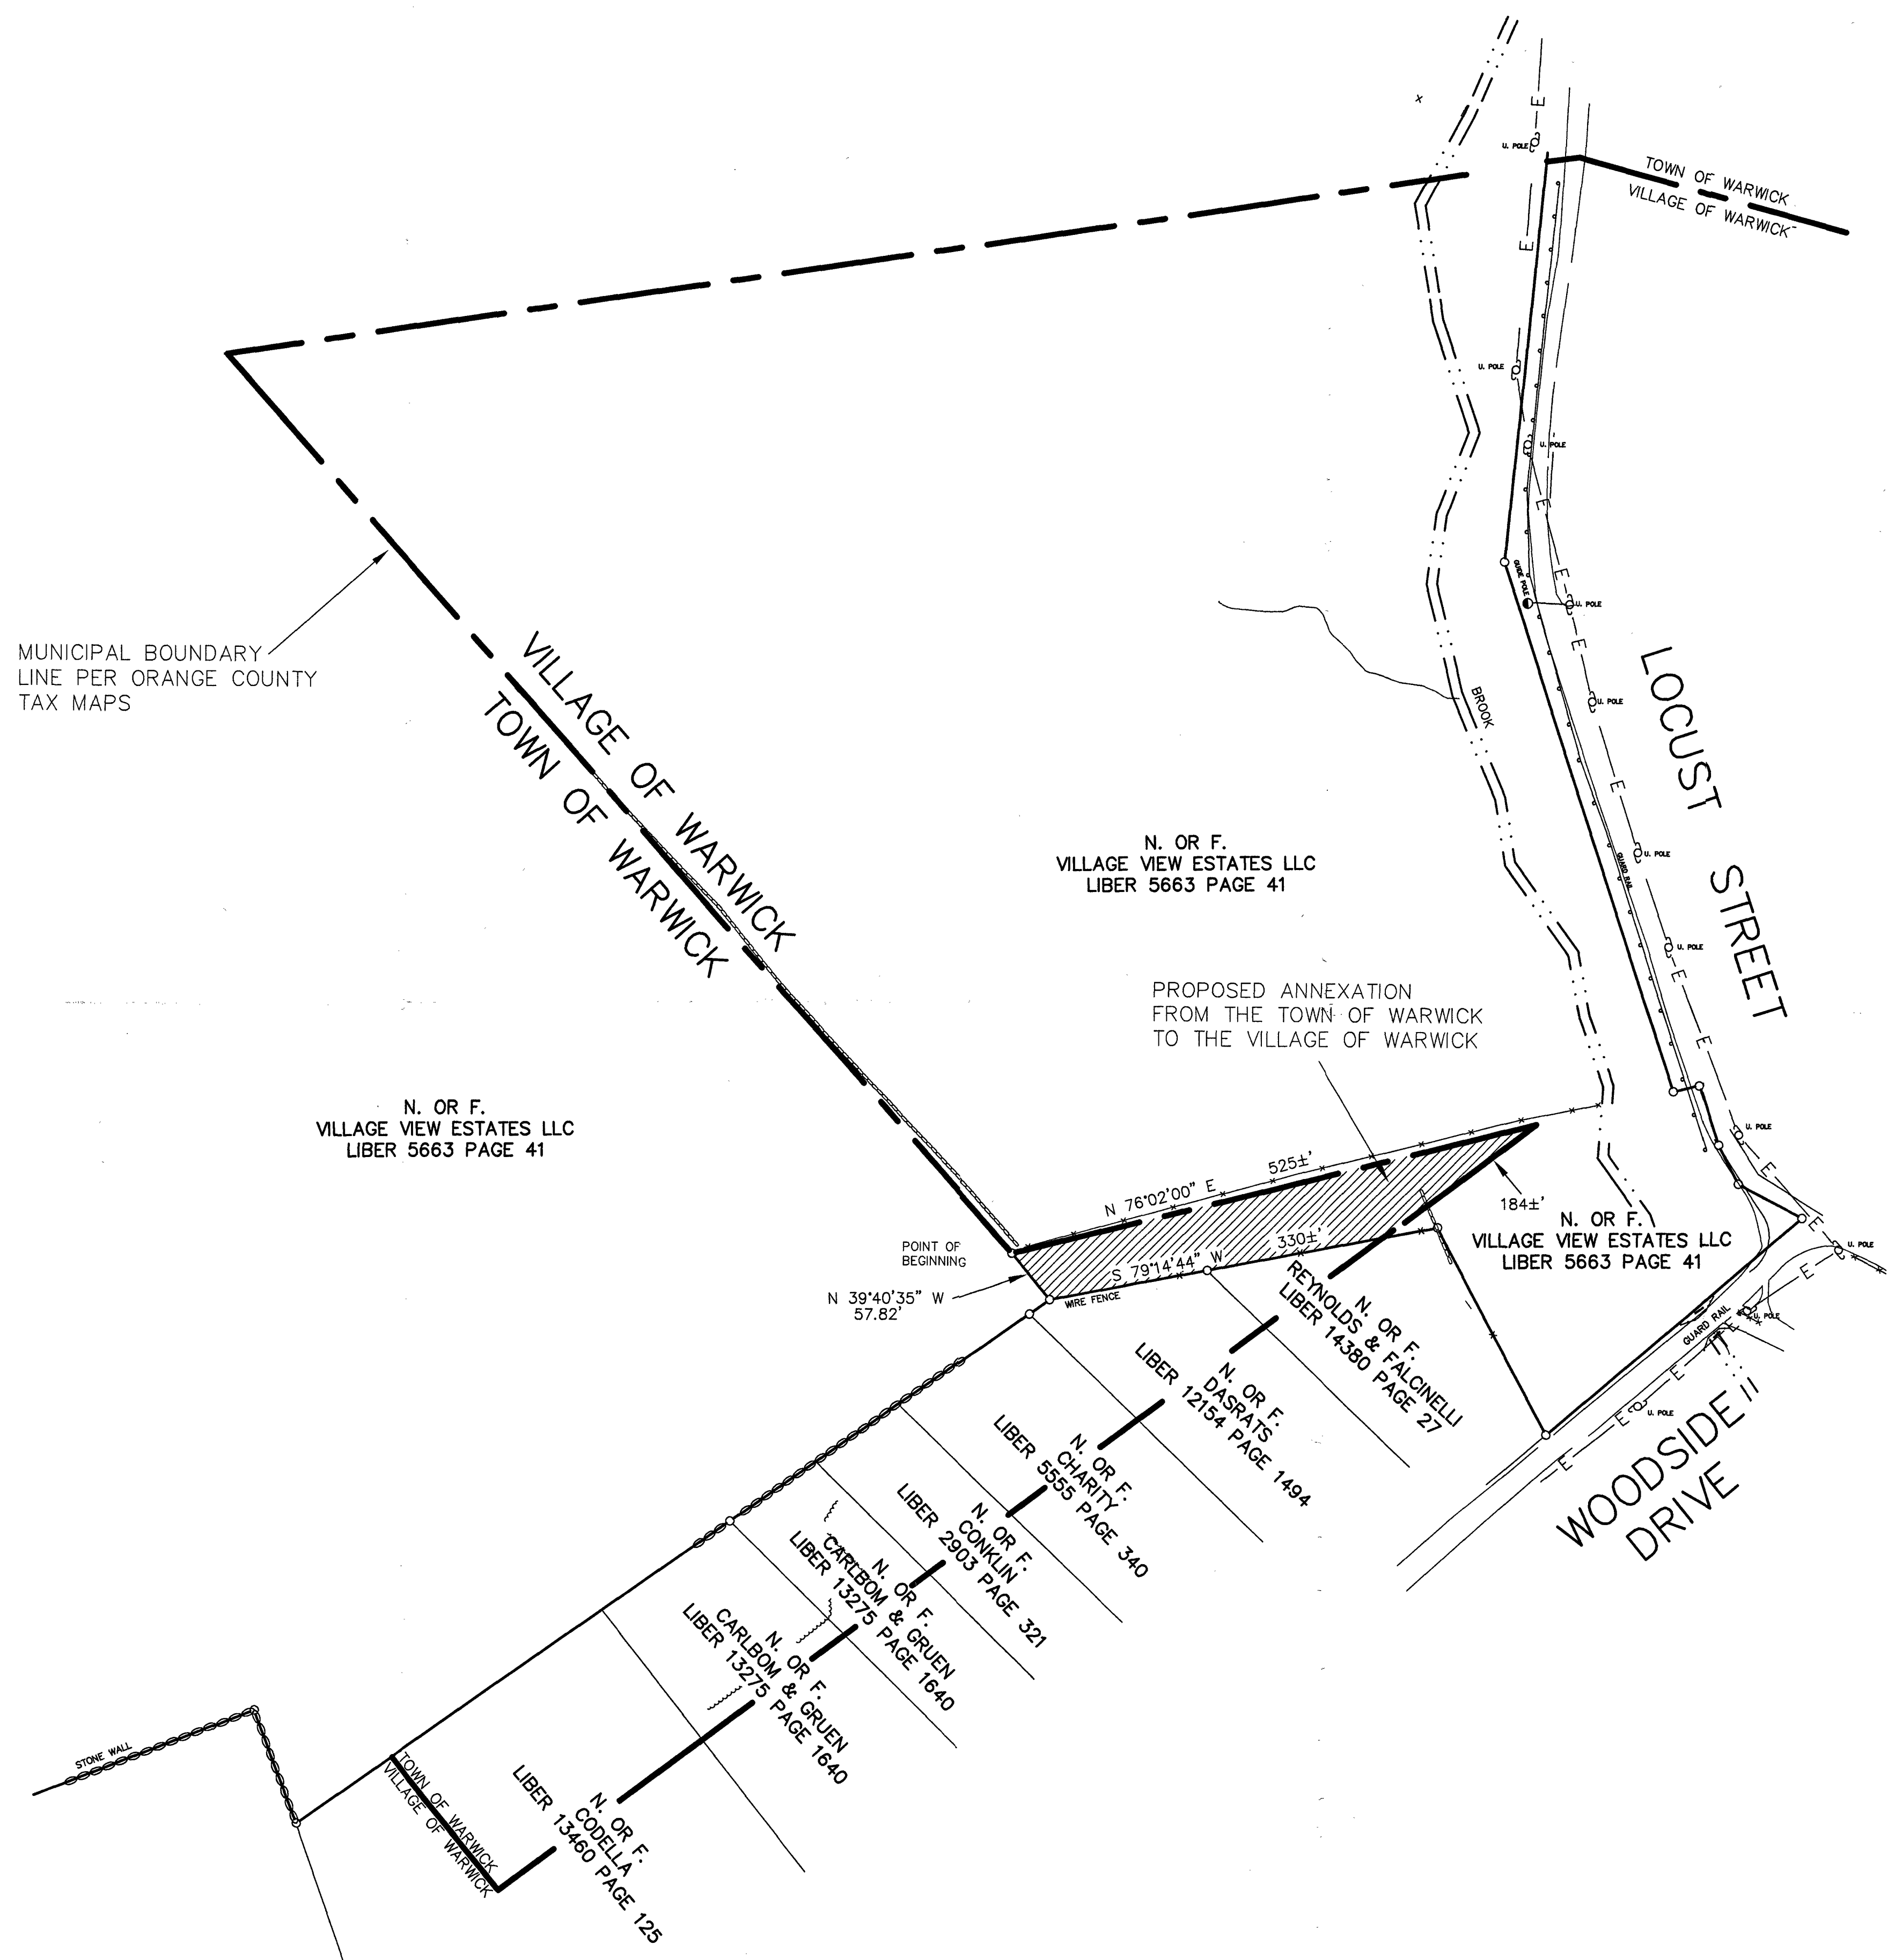 U. POLE
TOWN OF WARWICK
VILLAGE OF WARWICK
E
E
U. POLE
U. POLE
E
GUIDE POLE
E
U. POLE
E
MUNICIPAL BOUNDARY
LINE PER ORANGE COUNTY
TAX MAPS
VILLAGE OF WARWICK
TOWN OF WARWICK
BROOK
U. POLE
LOCUST STREET
E
N. OR F.
VILLAGE VIEW ESTATES LLC
LIBER 5663 PAGE 41
GUARD RAIL
U. POLE
U. POLE
E
PROPOSED ANNEXATION
FROM THE TOWN OF WARWICK
TO THE VILLAGE OF WARWICK
E
N. OR F.
VILLAGE VIEW ESTATES LLC
LIBER 5663 PAGE 41
U. POLE
E
N 76°02'00" E
525±'
184±'
N. OR F.
VILLAGE VIEW ESTATES LLC
LIBER 5663 PAGE 41
E
U. POLE
E
POINT OF
BEGINNING
S 79°14'44" W
330±'
N 39°40'35" W
57.82'
WIRE FENCE
GUARD RAIL
U. POLE
E
E
U. POLE
E
E
WOODSIDE
DRIVE
N. OR F.
REYNOLDS & FALCINELLI
LIBER 14380 PAGE 27
N. OR F.
DASRATS
LIBER 12154 PAGE 1494
N. OR F.
CHARITY
LIBER 5555 PAGE 340
N. OR F.
CONKLIN
LIBER 2903 PAGE 321
N. OR F.
CARLBOM & GRUEN
LIBER 13275 PAGE 1640
N. OR F.
CARLBOM & GRUEN
LIBER 13275 PAGE 1640
N. OR F.
CODELLA
LIBER 13460 PAGE 125
STONE WALL
TOWN OF WARWICK
VILLAGE OF WARWICK